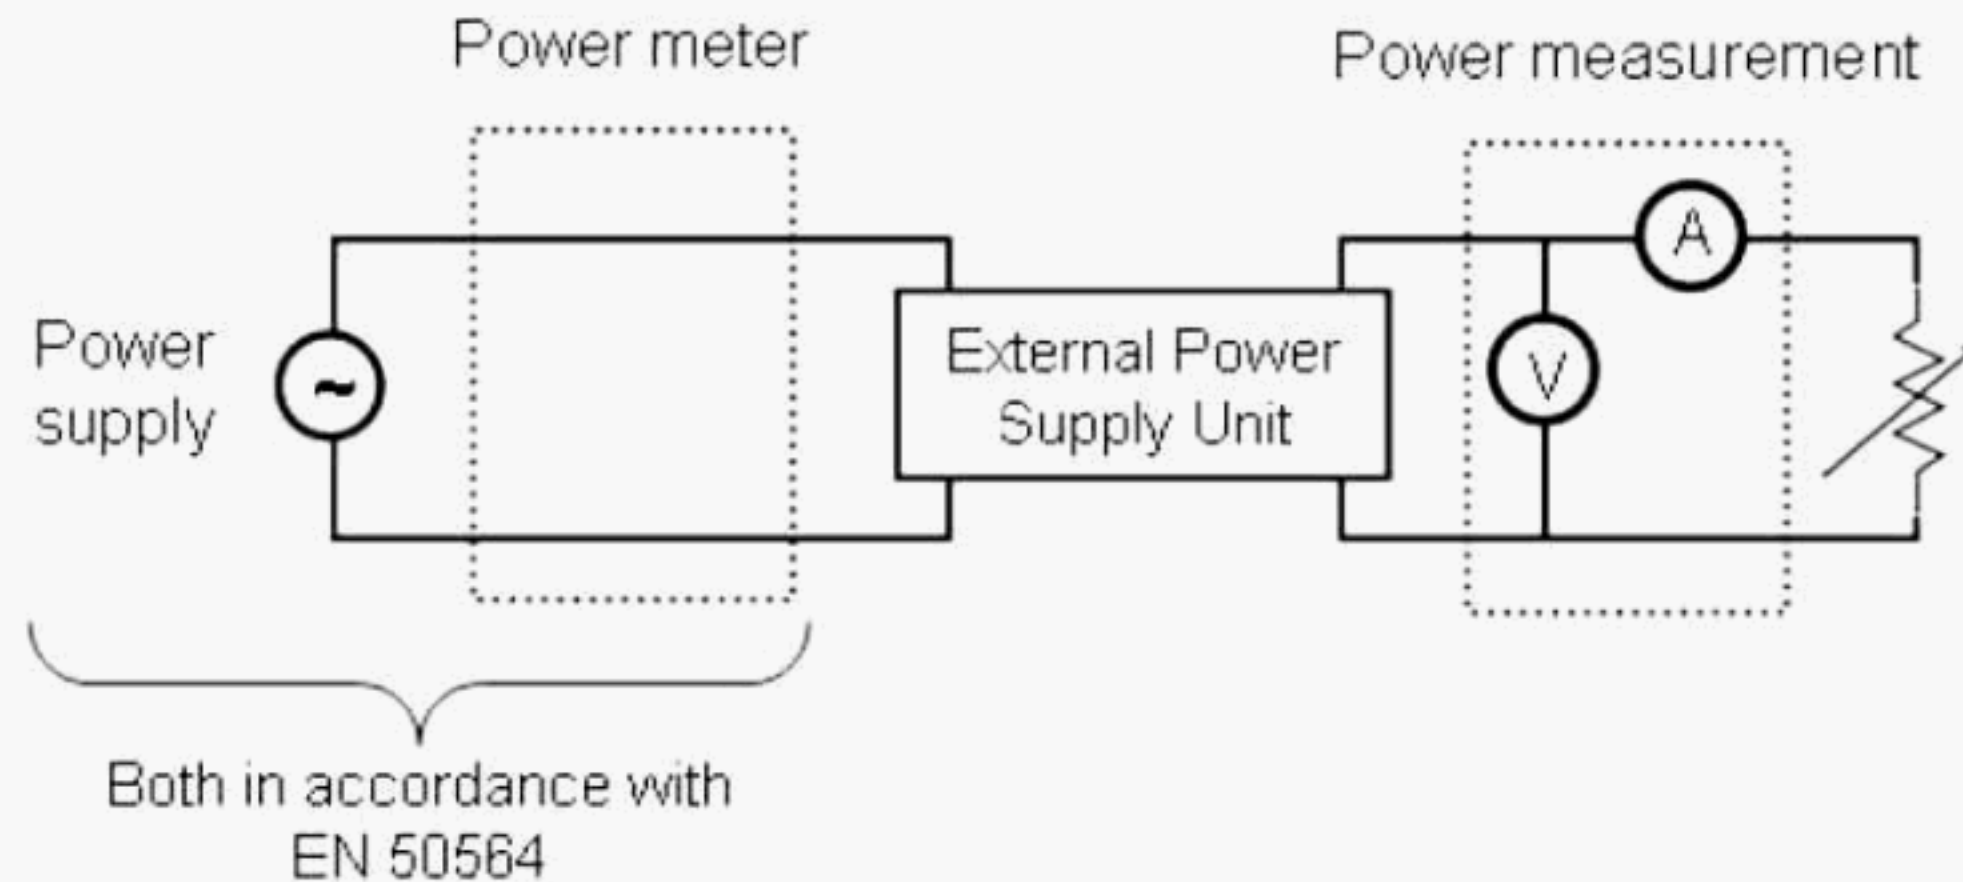 Power meter
Power measurement
Power
supply
~
External Power
Supply Unit
A
V
Both in accordance with
EN 50564